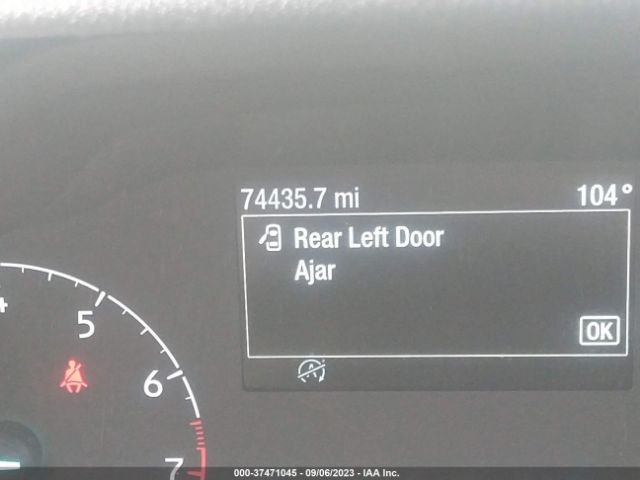 74435.7 mi 104°
Rear Left Door
Ajar
OK
4
5
6
7
000-37471045 - 09/06/2023 - IAA Inc.